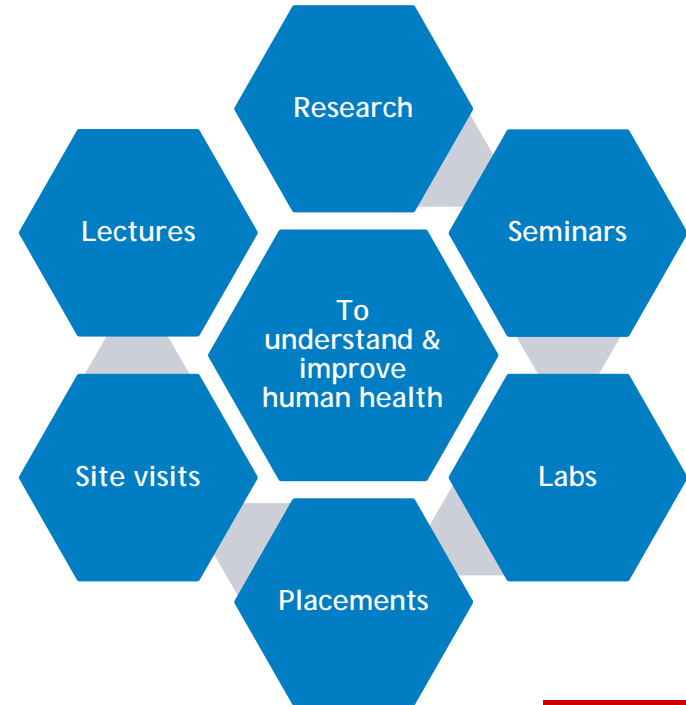 Research
Lectures
Seminars
To
understand &
improve
human health
Site visits
Labs
Placements